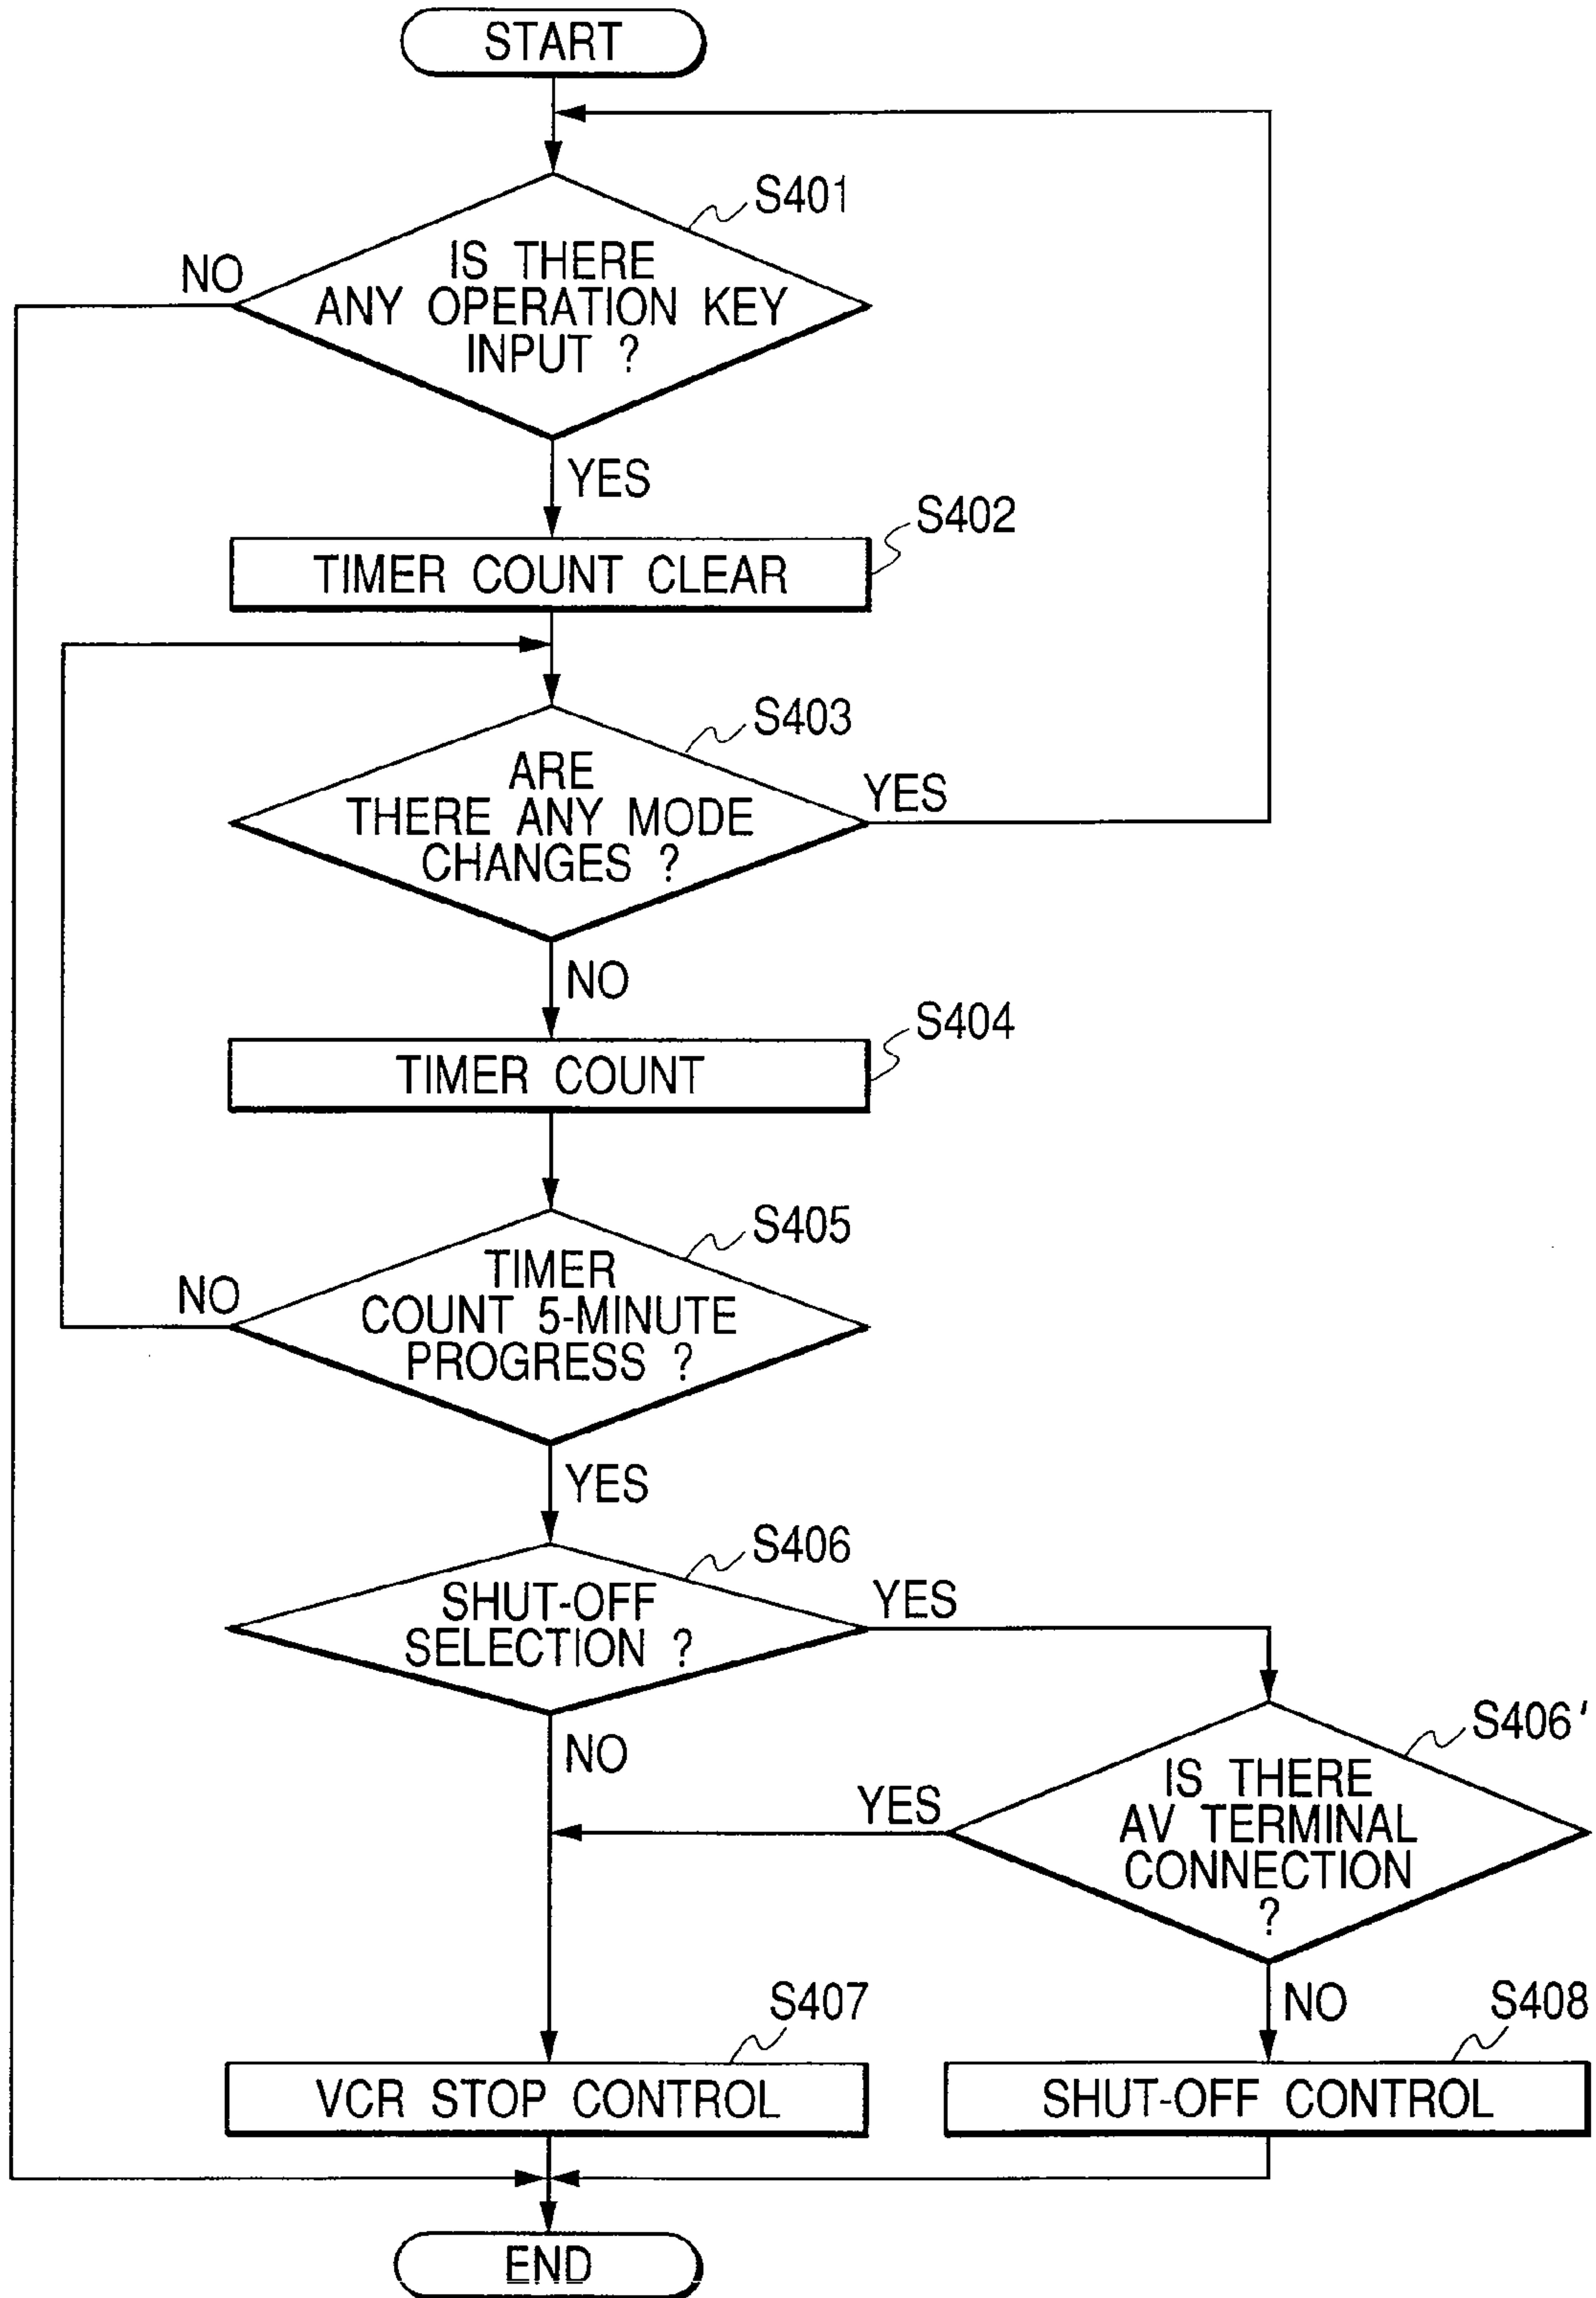 START
S401
NO
IS THERE
ANY OPERATION KEY
INPUT ?
YES
S402
TIMER COUNT CLEAR
S403
ARE
THERE ANY MODE
CHANGES ?
YES
NO
S404
TIMER COUNT
S405
TIMER
COUNT 5-MINUTE
PROGRESS ?
NO
YES
S406
SHUT-OFF
SELECTION ?
YES
NO
S406'
IS THERE
AV TERMINAL
CONNECTION
?
YES
NO
S407
VCR STOP CONTROL
S408
SHUT-OFF CONTROL
END